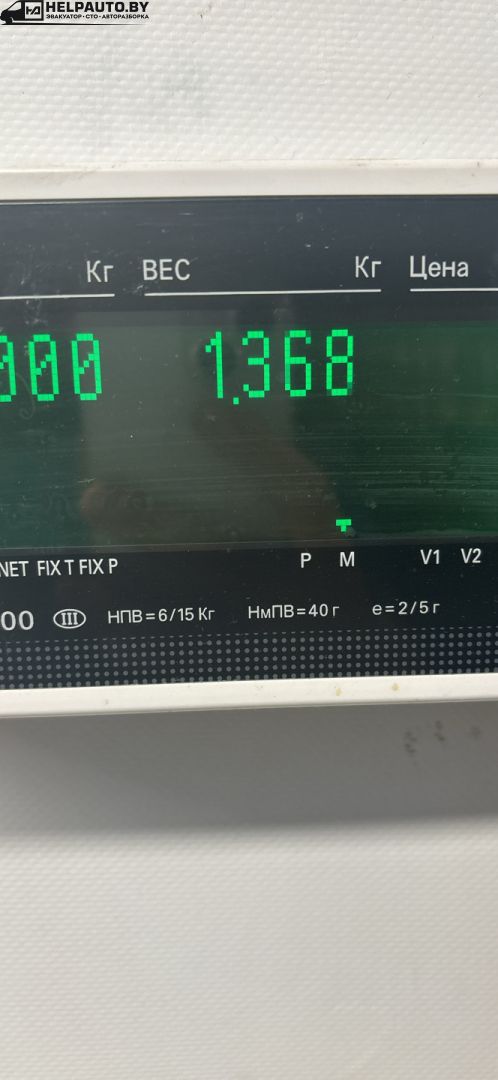 HELPAUTO.BY
ЭВАКУАТОР·СТО·АВТОРАЗБОРКА
Кг ВЕС Кг Цена
000 1.368
NET FIX T FIX P P M V1 V2
00 III НПВ=6/15 Кг НмПВ=40 г e=2/5 г